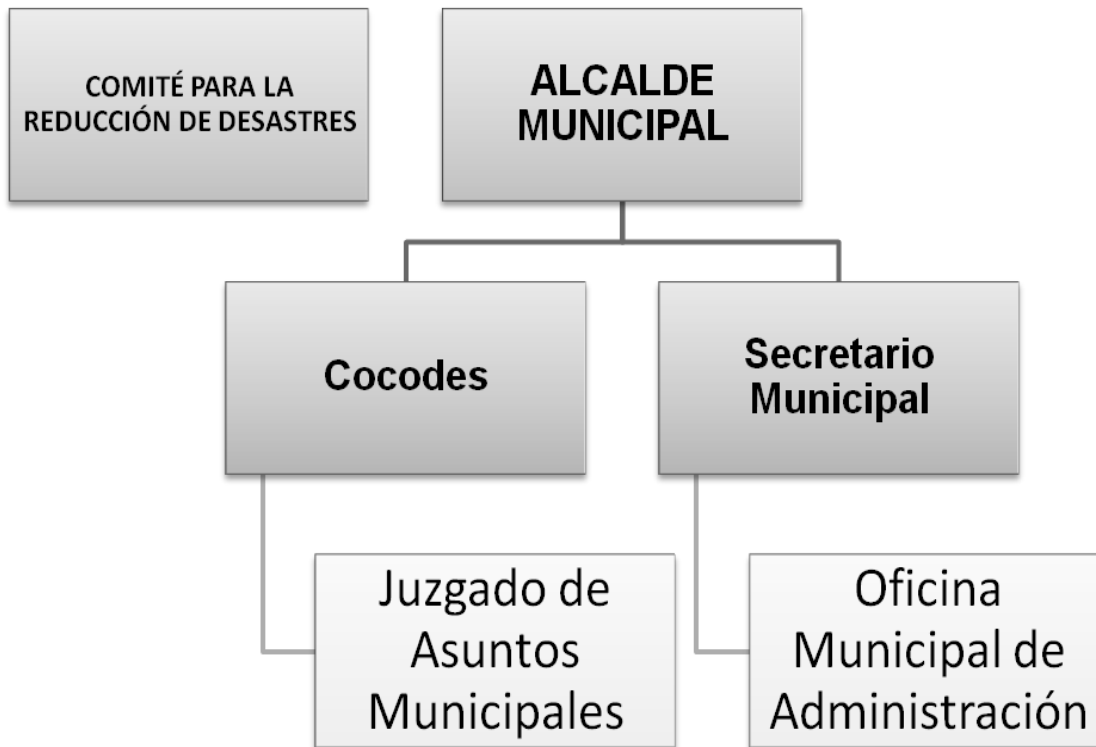 COMITÉ PARA LA
REDUCCIÓN DE DESASTRES
ALCALDE
MUNICIPAL
Cocodes
Secretario
Municipal
Juzgado de
Asuntos
Municipales
Oficina
Municipal de
Administración